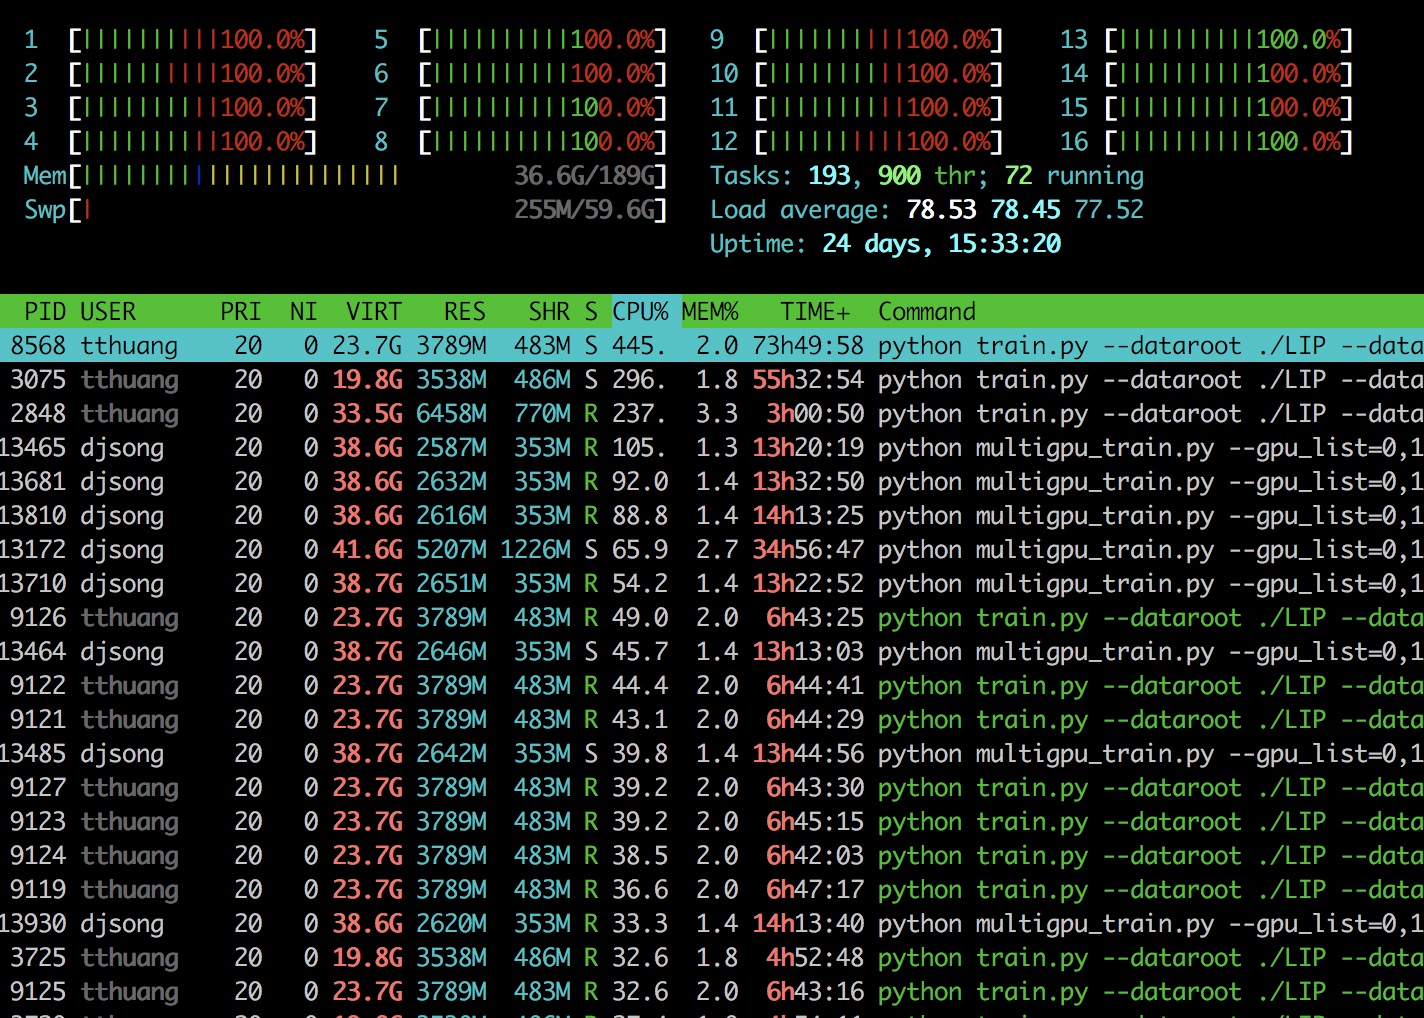 1 [||||||||||100.0%] 5 [||||||||||100.0%] 9 [||||||||||100.0%] 13 [||||||||||100.0%]
2 [||||||||||100.0%] 6 [||||||||||100.0%] 10 [||||||||||100.0%] 14 [||||||||||100.0%]
3 [||||||||||100.0%] 7 [||||||||||100.0%] 11 [||||||||||100.0%] 15 [||||||||||100.0%]
4 [||||||||||100.0%] 8 [||||||||||100.0%] 12 [||||||||||100.0%] 16 [||||||||||100.0%]
Mem[||||||||||||||||||||||| 36.6G/189G] Tasks: 193, 900 thr; 72 running
Swp[| 255M/59.6G] Load average: 78.53 78.45 77.52
Uptime: 24 days, 15:33:20
PID USER PRI NI VIRT RES SHR S CPU% MEM% TIME+ Command
8568 tthuang 20 0 23.7G 3789M 483M S 445. 2.0 73h49:58 python train.py --dataroot ./LIP --data
3075 tthuang 20 0 19.8G 3538M 486M S 296. 1.8 55h32:54 python train.py --dataroot ./LIP --data
2848 tthuang 20 0 33.5G 6458M 770M R 237. 3.3 3h00:50 python train.py --dataroot ./LIP --data
13465 djsong 20 0 38.6G 2587M 353M R 105. 1.3 13h20:19 python multigpu_train.py --gpu_list=0,1
13681 djsong 20 0 38.6G 2632M 353M R 92.0 1.4 13h32:50 python multigpu_train.py --gpu_list=0,1
13810 djsong 20 0 38.6G 2616M 353M R 88.8 1.4 14h13:25 python multigpu_train.py --gpu_list=0,1
13172 djsong 20 0 41.6G 5207M 1226M S 65.9 2.7 34h56:47 python multigpu_train.py --gpu_list=0,1
13710 djsong 20 0 38.7G 2651M 353M R 54.2 1.4 13h22:52 python multigpu_train.py --gpu_list=0,1
9126 tthuang 20 0 23.7G 3789M 483M R 49.0 2.0 6h43:25 python train.py --dataroot ./LIP --data
13464 djsong 20 0 38.7G 2646M 353M S 45.7 1.4 13h13:03 python multigpu_train.py --gpu_list=0,1
9122 tthuang 20 0 23.7G 3789M 483M R 44.4 2.0 6h44:41 python train.py --dataroot ./LIP --data
9121 tthuang 20 0 23.7G 3789M 483M R 43.1 2.0 6h44:29 python train.py --dataroot ./LIP --data
13485 djsong 20 0 38.7G 2642M 353M S 39.8 1.4 13h44:56 python multigpu_train.py --gpu_list=0,1
9127 tthuang 20 0 23.7G 3789M 483M R 39.2 2.0 6h43:30 python train.py --dataroot ./LIP --data
9123 tthuang 20 0 23.7G 3789M 483M R 39.2 2.0 6h45:15 python train.py --dataroot ./LIP --data
9124 tthuang 20 0 23.7G 3789M 483M R 38.5 2.0 6h42:03 python train.py --dataroot ./LIP --data
9119 tthuang 20 0 23.7G 3789M 483M R 36.6 2.0 6h47:17 python train.py --dataroot ./LIP --data
13930 djsong 20 0 38.6G 2620M 353M R 33.3 1.4 14h13:40 python multigpu_train.py --gpu_list=0,1
3725 tthuang 20 0 19.8G 3538M 486M R 32.6 1.8 4h52:48 python train.py --dataroot ./LIP --data
9125 tthuang 20 0 23.7G 3789M 483M R 32.6 2.0 6h43:16 python train.py --dataroot ./LIP --data